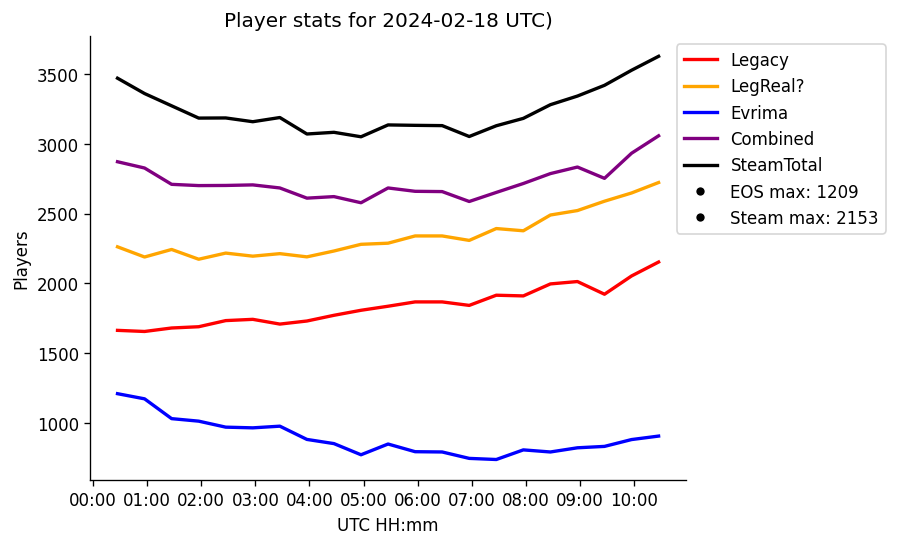 Player stats for 2024-02-18 UTC)
Players
3500
3000
2500
2000
1500
1000
00:00 01:00 02:00 03:00 04:00 05:00 06:00 07:00 08:00 09:00 10:00
UTC HH:mm
Legacy
LegReal?
Evrima
Combined
SteamTotal
EOS max: 1209
Steam max: 2153